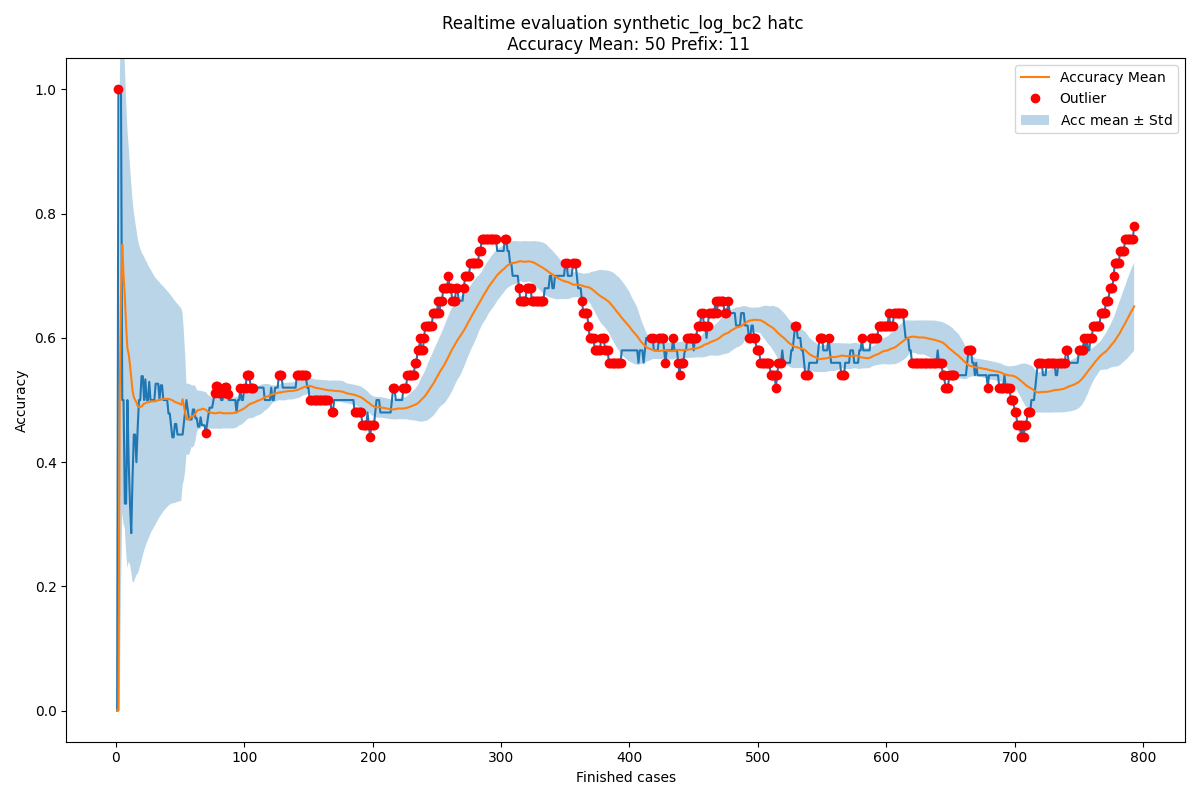 Realtime evaluation synthetic_log_bc2 hatc
Accuracy Mean: 50 Prefix: 11
Accuracy Mean
Outlier
Acc mean ± Std
1.0
0.8
0.6
0.4
0.2
0.0
Accuracy
0 100 200 300 400 500 600 700 800
Finished cases